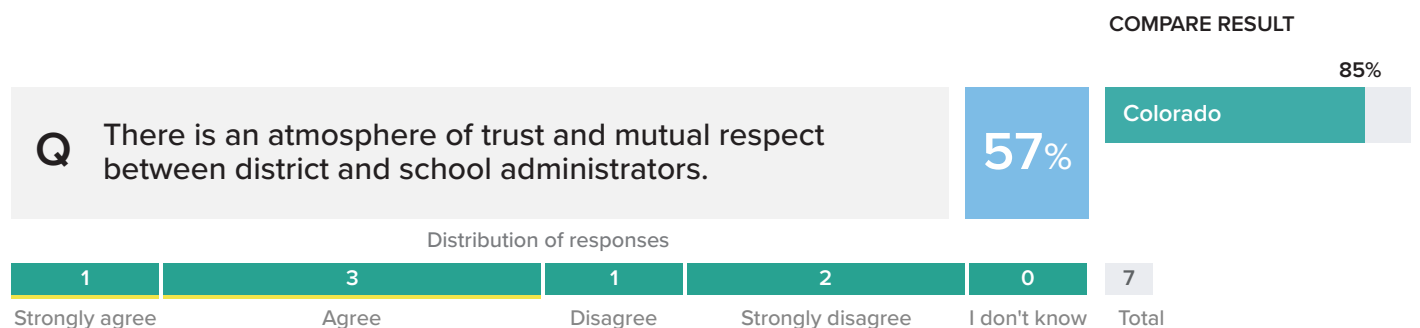 COMPARE RESULT
85%
Q
There is an atmosphere of trust and mutual respect
between district and school administrators.
57%
Colorado
Distribution of responses
1 3 1 2 0 7
Strongly agree Agree Disagree Strongly disagree I don't know Total